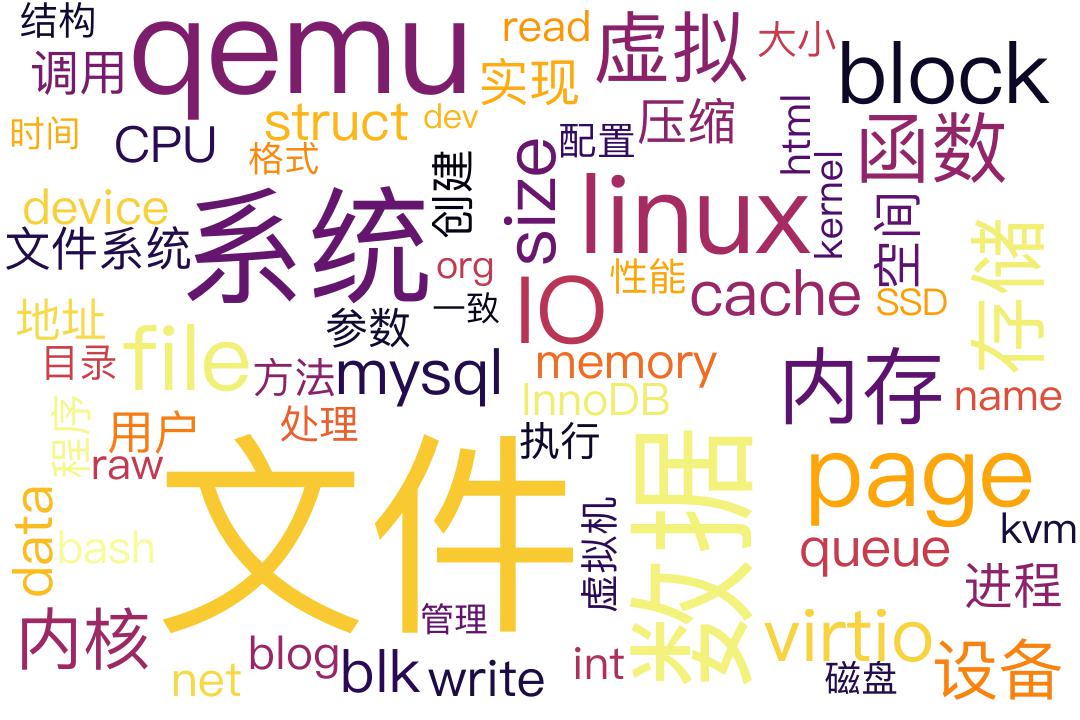 结构
qemu
read
虚拟
大小
block
调用
实现
时间
CPU
struct
dev
格式
配置
压缩
html
函数
device
文件系统
系统
创建
size
linux
kernel
空间
存储
org
一致
IO
性能
cache
SSD
地址
file
参数
目录
方法
mysql
memory
InnoDB
内存
name
程序
用户
raw
处理
执行
文件
数据
page
kvm
data
bash
虚拟机
queue
进程
内核
管理
blog
net
blk
write
int
virtio
磁盘
设备